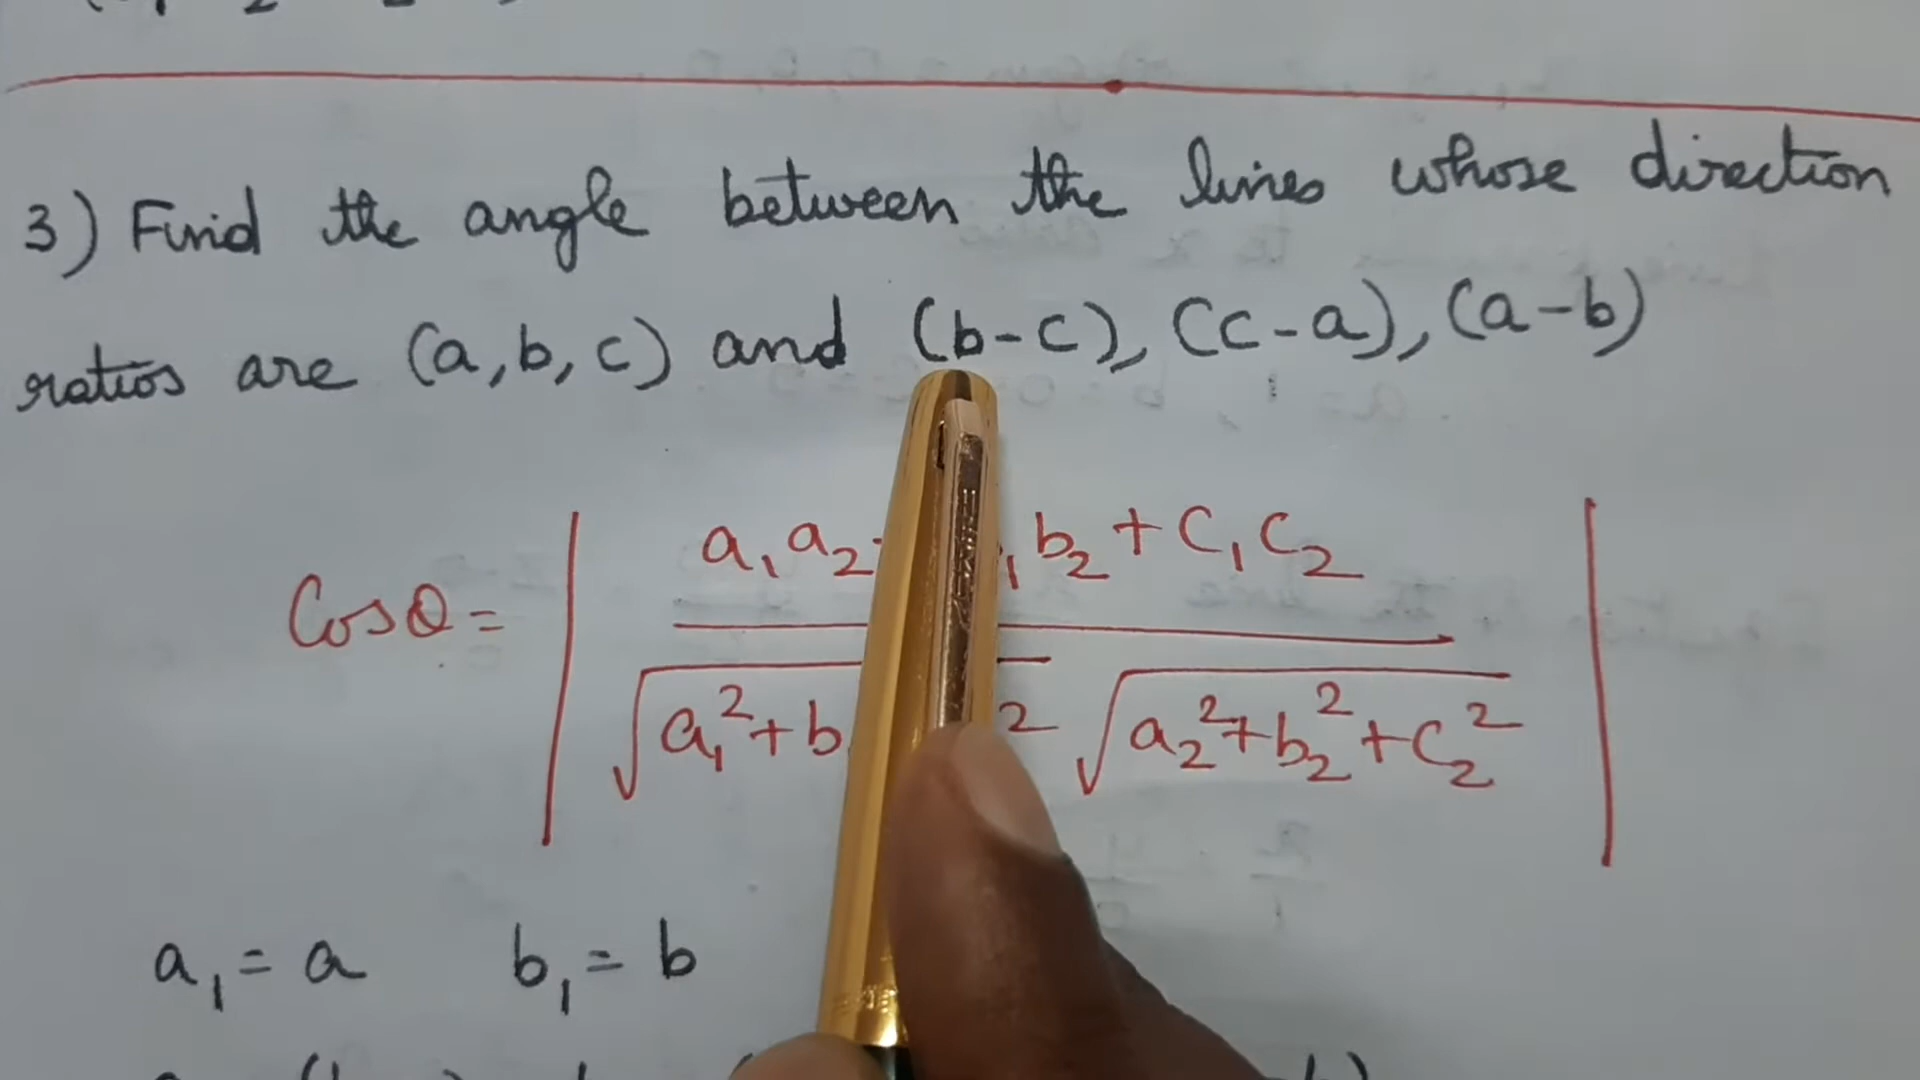 3) Find the angle between the lines whose direction
ratios are (a, b, c) and (b-c), (c-a), (a-b)
Cosθ = | a₁a₂ ₁b₂ + c₁c₂
√a₁²+b ² √a₂²+b₂²+c₂² |
a₁ = a b₁ = b